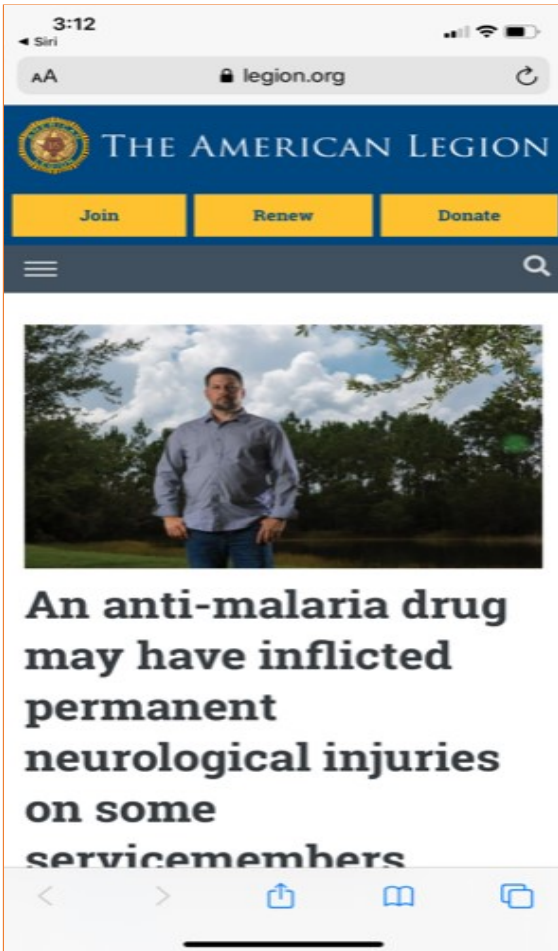 3:12
◀ Siri
AA legion.org
THE AMERICAN LEGION
Join Renew Donate
An anti-malaria drug
may have inflicted
permanent
neurological injuries
on some
servicemembers